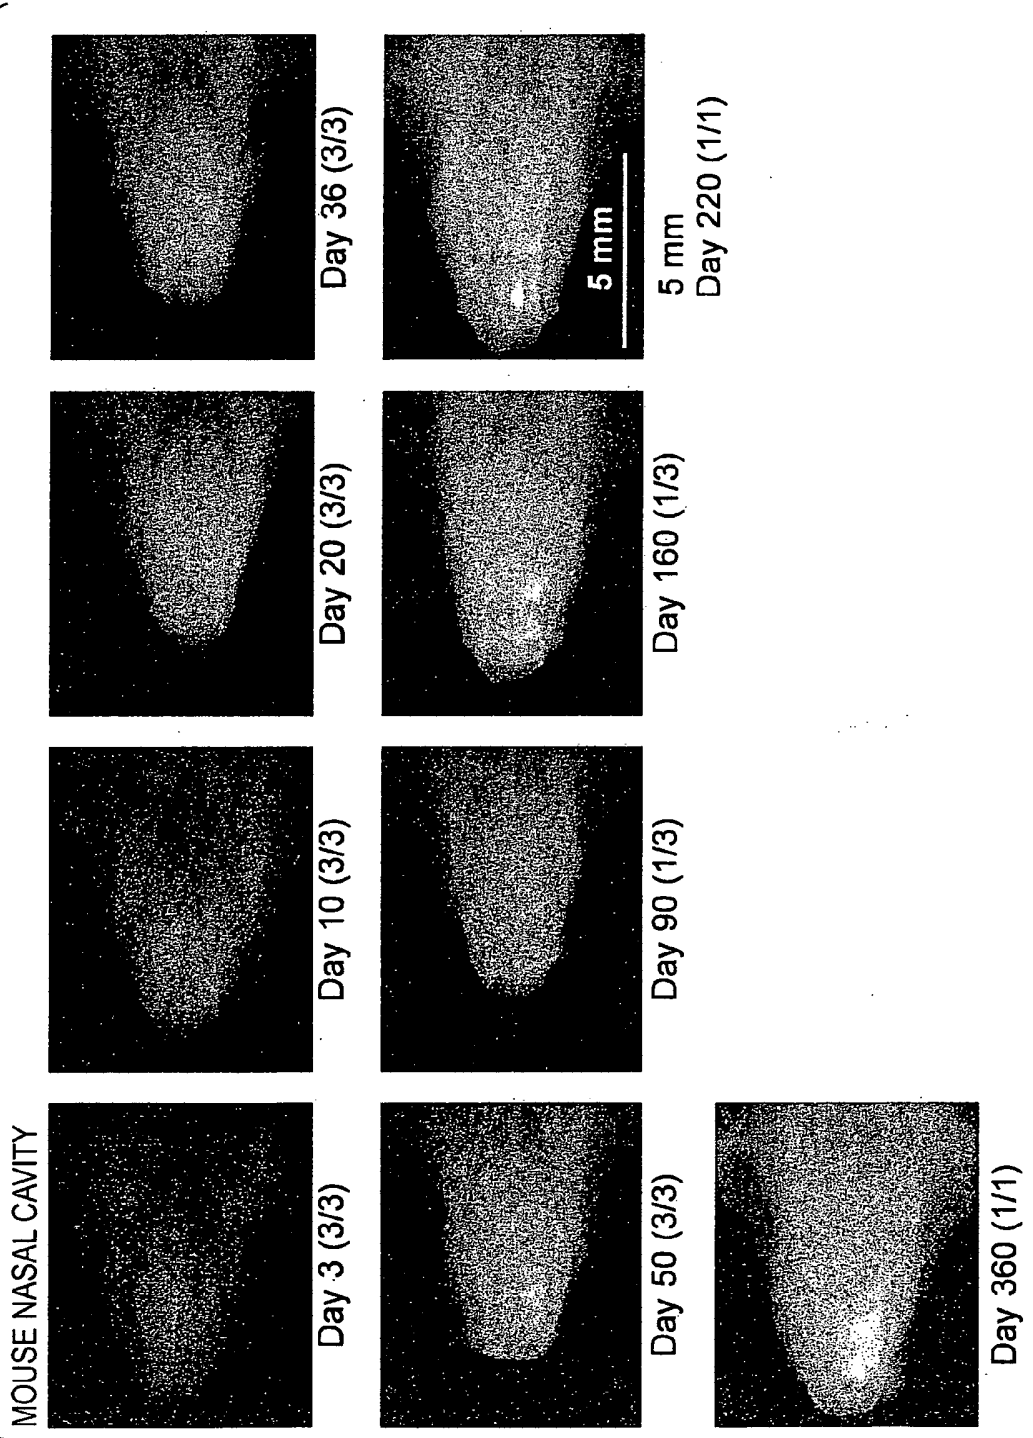 MOUSE NASAL CAVITY
Day 3 (3/3)
Day 10 (3/3)
Day 20 (3/3)
Day 36 (3/3)
Day 50 (3/3)
Day 90 (1/3)
Day 160 (1/3)
5 mm
5 mm
Day 220 (1/1)
Day 360 (1/1)